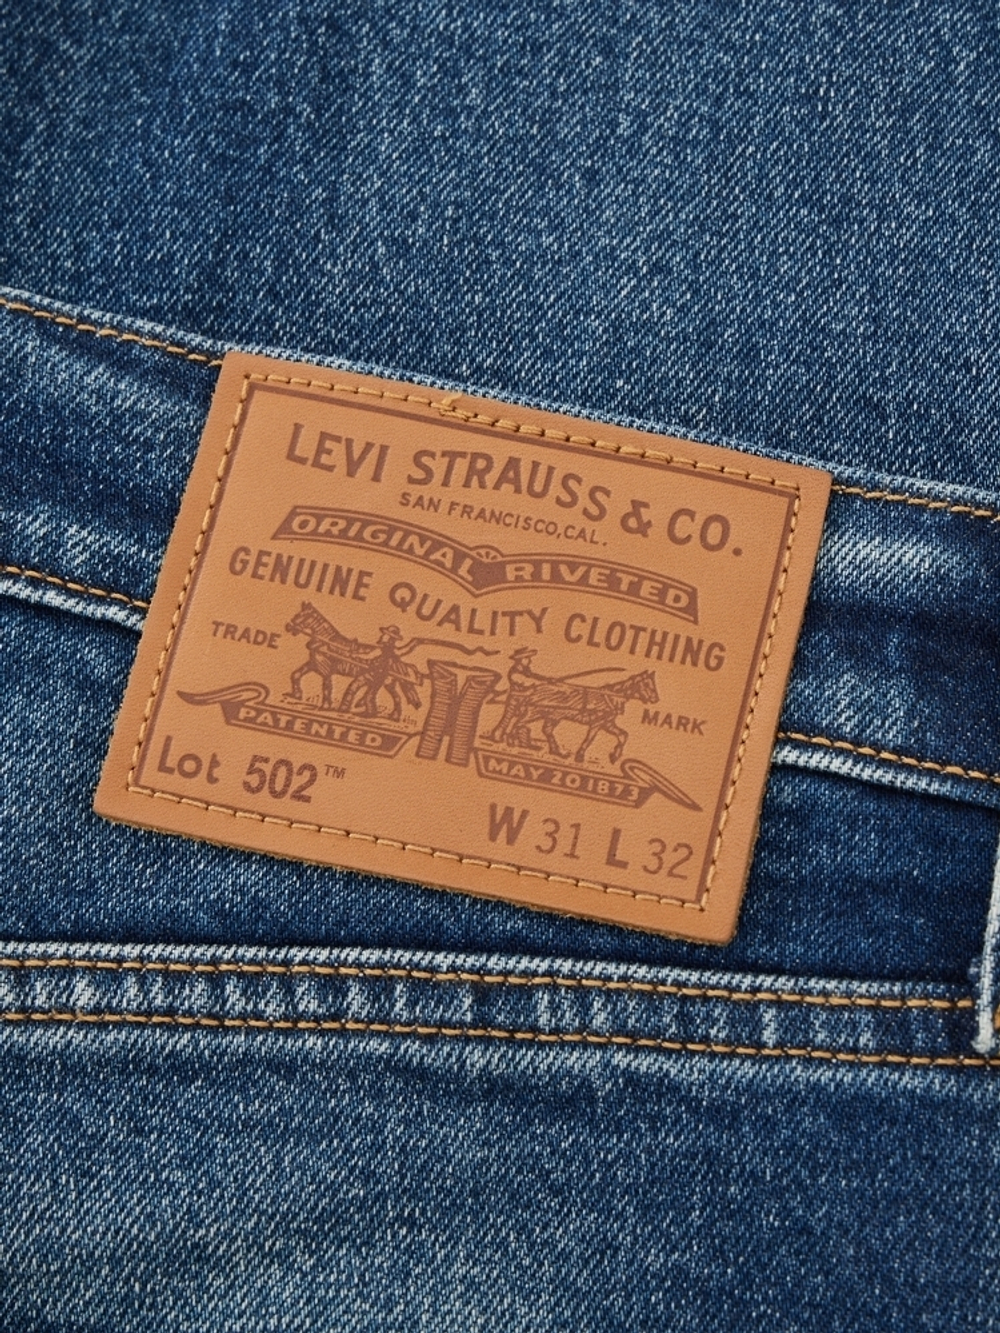 LEVI STRAUSS & CO.
SAN FRANCISCO, CAL.
ORIGINAL RIVETED
GENUINE QUALITY CLOTHING
TRADE MARK
PATENTED MAY 20 1873
Lot 502™
W 31 L 32